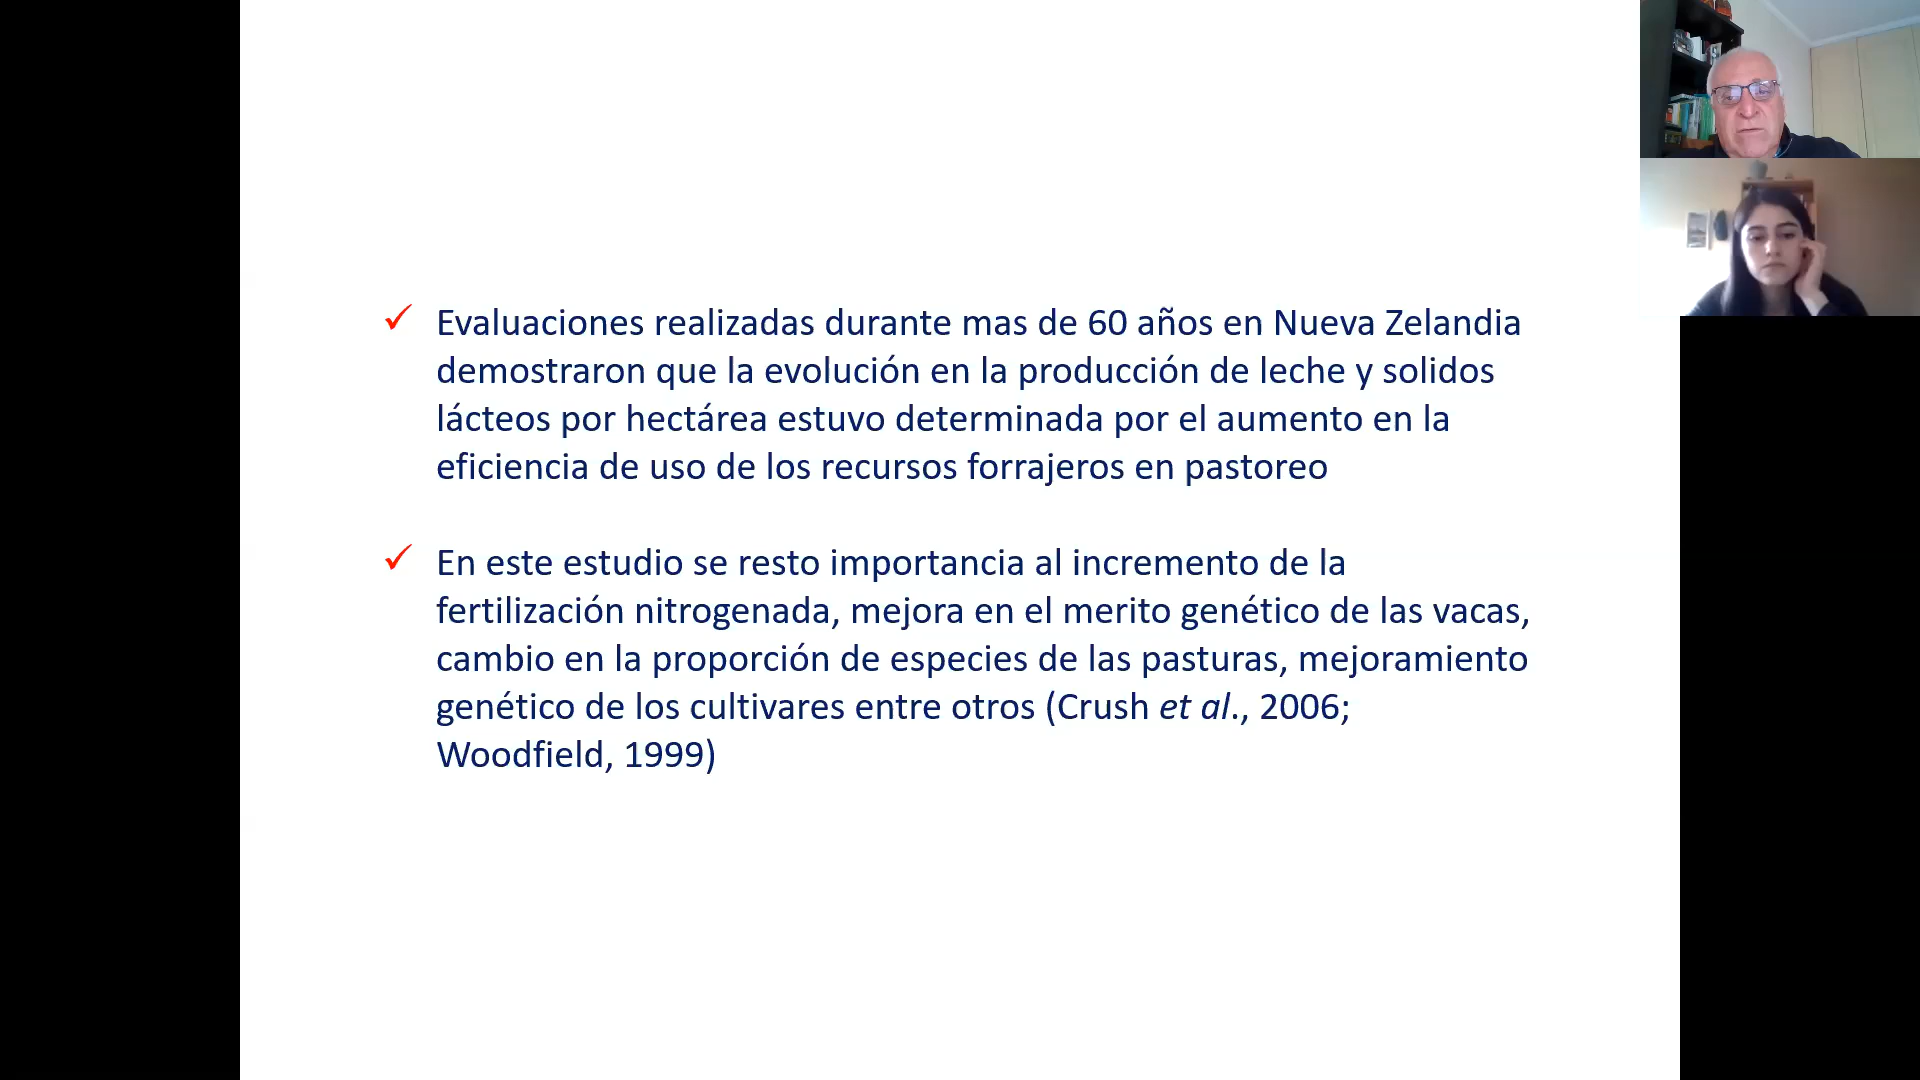 Evaluaciones realizadas durante mas de 60 años en Nueva Zelandia
demostraron que la evolución en la producción de leche y solidos
lácteos por hectárea estuvo determinada por el aumento en la
eficiencia de uso de los recursos forrajeros en pastoreo
En este estudio se resto importancia al incremento de la
fertilización nitrogenada, mejora en el merito genético de las vacas,
cambio en la proporción de especies de las pasturas, mejoramiento
genético de los cultivares entre otros (Crush et al., 2006;
Woodfield, 1999)